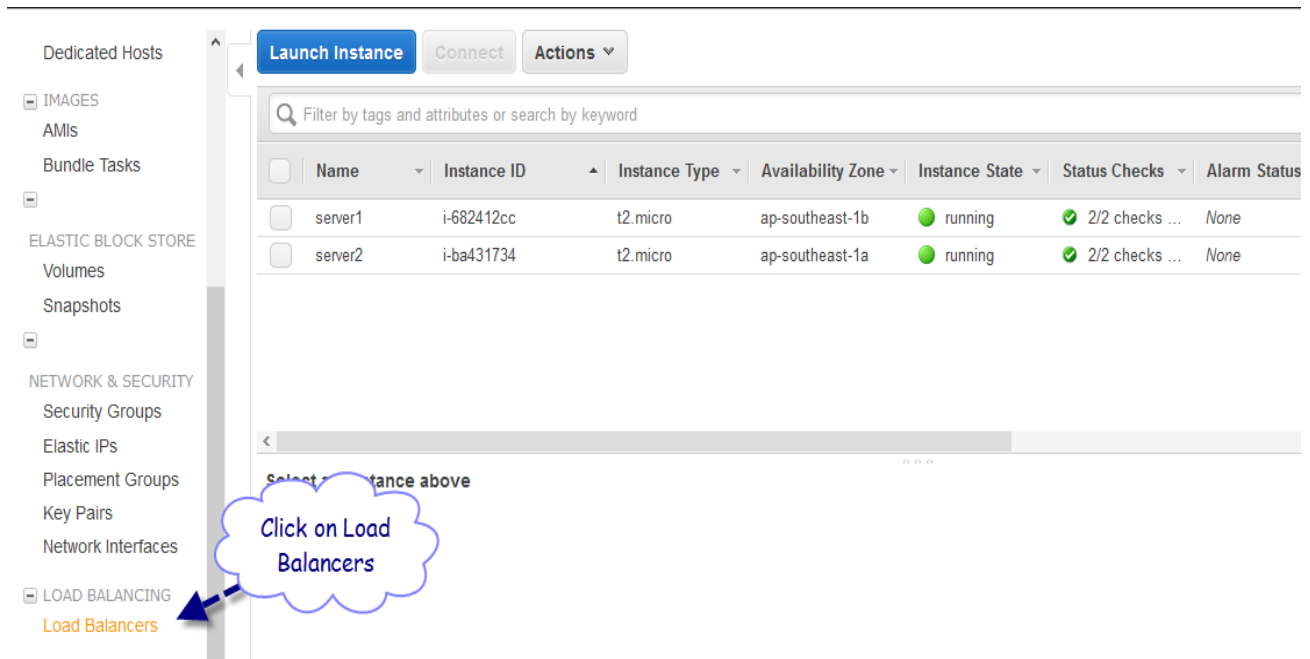 Dedicated Hosts
IMAGES
AMIs
Bundle Tasks
ELASTIC BLOCK STORE
Volumes
Snapshots
NETWORK & SECURITY
Security Groups
Elastic IPs
Placement Groups
Key Pairs
Network Interfaces
LOAD BALANCING
Load Balancers
Launch Instance Connect Actions
Filter by tags and attributes or search by keyword
Name Instance ID Instance Type Availability Zone Instance State Status Checks Alarm Status
server1 i-682412cc t2.micro ap-southeast-1b running 2/2 checks ... None
server2 i-ba431734 t2.micro ap-southeast-1a running 2/2 checks ... None
Select above
Click on Load
Balancers